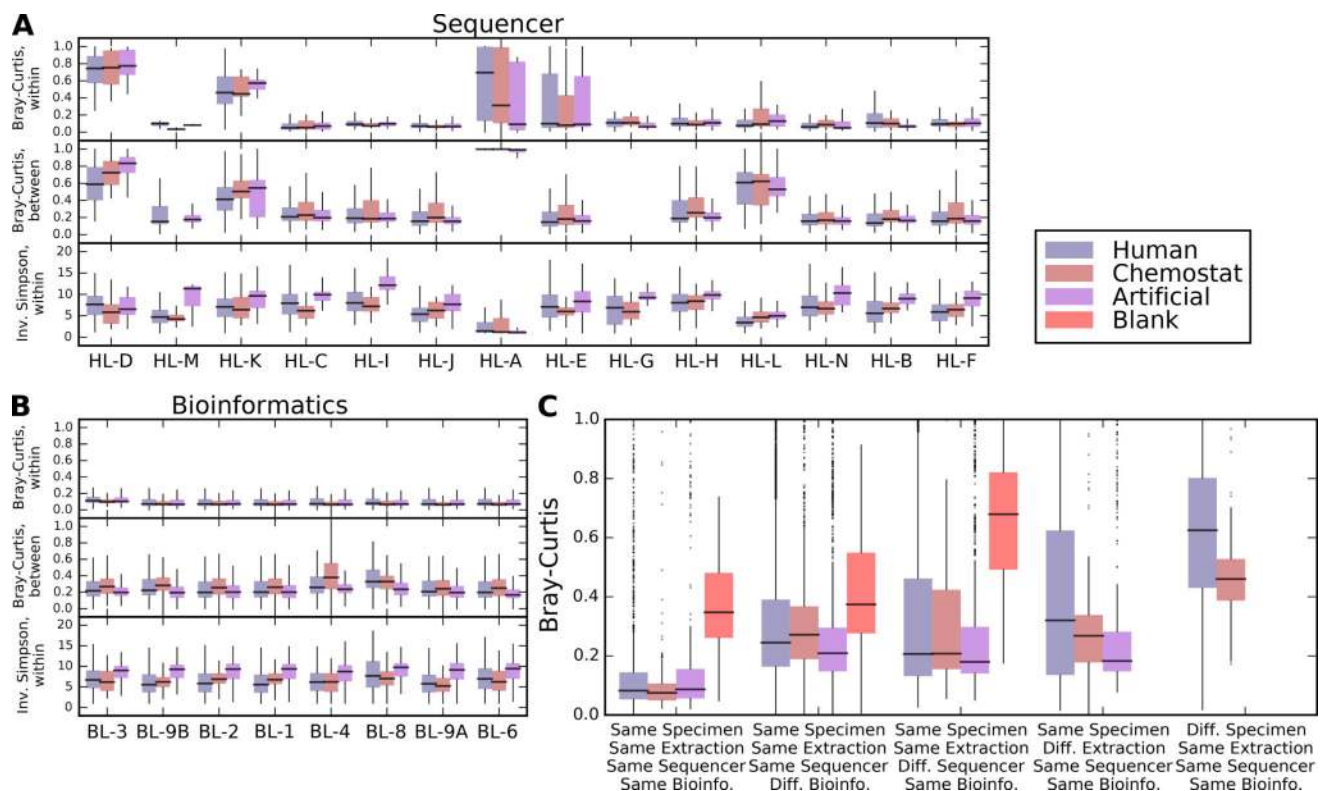 A
Sequencer
Bray-Curtis,
within
1.0
0.8
0.6
0.4
0.2
0.0
Bray-Curtis,
between
1.0
0.8
0.6
0.4
0.2
0.0
Inv. Simpson,
within
20
15
10
5
0
HL-D HL-M HL-K HL-C HL-I HL-J HL-A HL-E HL-G HL-H HL-L HL-N HL-B HL-F
Human
Chemostat
Artificial
Blank
B
Bioinformatics
Bray-Curtis,
within
1.0
0.8
0.6
0.4
0.2
0.0
Bray-Curtis,
between
1.0
0.8
0.6
0.4
0.2
0.0
Inv. Simpson,
within
20
15
10
5
0
BL-3 BL-9B BL-2 BL-1 BL-4 BL-8 BL-9A BL-6
C
Bray-Curtis
1.0
0.8
0.6
0.4
0.2
0.0
Same Specimen
Same Extraction
Same Sequencer
Same Bioinfo.
Same Specimen
Same Extraction
Same Sequencer
Diff. Bioinfo.
Same Specimen
Same Extraction
Diff. Sequencer
Same Bioinfo.
Same Specimen
Diff. Extraction
Same Sequencer
Same Bioinfo.
Diff. Specimen
Same Extraction
Same Sequencer
Same Bioinfo.